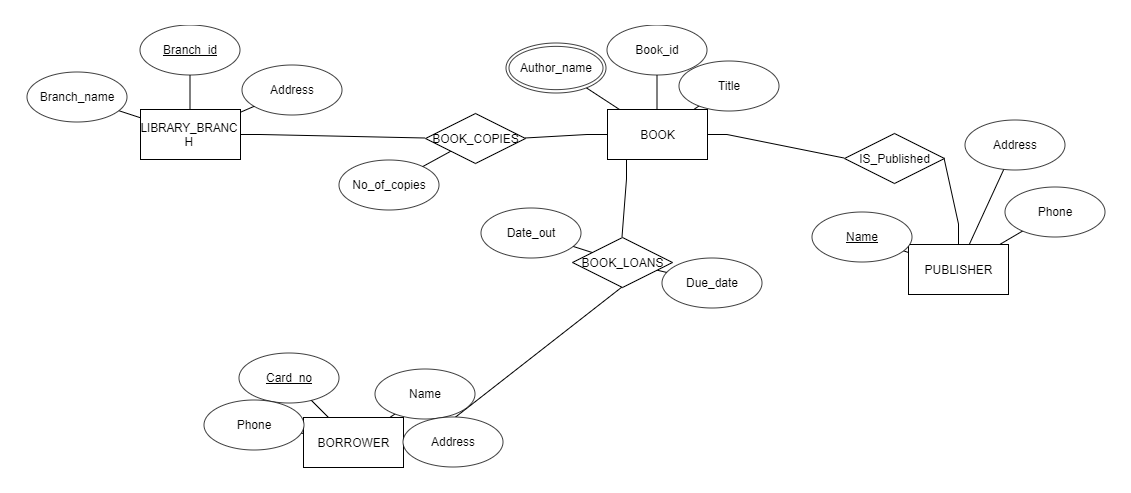 Branch_id
Book_id
Author_name
Title
Address
Branch_name
LIBRARY_BRANC
H
BOOK_COPIES
BOOK
IS_Published
Address
No_of_copies
Phone
Date_out
Name
BOOK_LOANS
PUBLISHER
Due_date
Card_no
Name
Phone
BORROWER
Address